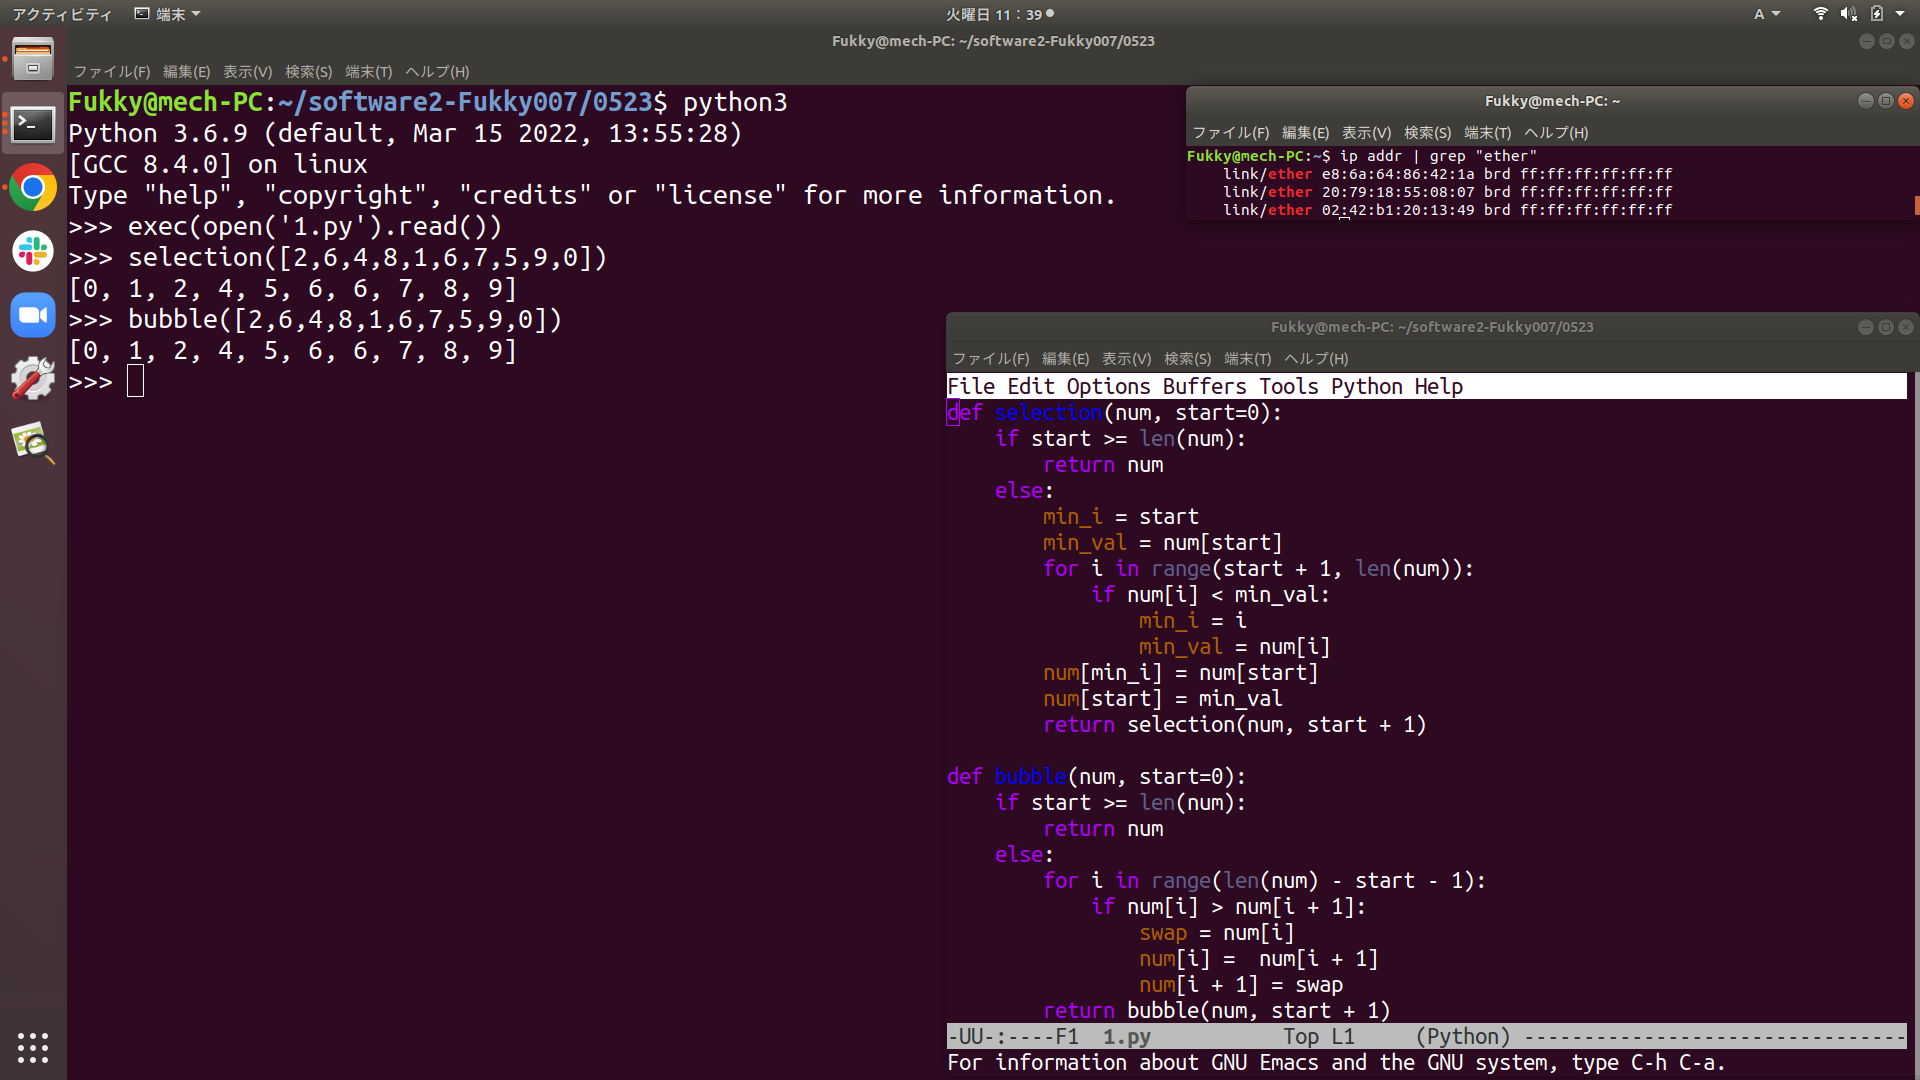 アクティビティ 端末 火曜日 11：39 A
Fukky@mech-PC: ~/software2-Fukky007/0523
ファイル(F) 編集(E) 表示(V) 検索(S) 端末(T) ヘルプ(H)
Fukky@mech-PC:~/software2-Fukky007/0523$ python3
Python 3.6.9 (default, Mar 15 2022, 13:55:28)
[GCC 8.4.0] on linux
Type "help", "copyright", "credits" or "license" for more information.
>>> exec(open('1.py').read())
>>> selection([2,6,4,8,1,6,7,5,9,0])
[0, 1, 2, 4, 5, 6, 6, 7, 8, 9]
>>> bubble([2,6,4,8,1,6,7,5,9,0])
[0, 1, 2, 4, 5, 6, 6, 7, 8, 9]
>>>
Fukky@mech-PC: ~
ファイル(F) 編集(E) 表示(V) 検索(S) 端末(T) ヘルプ(H)
Fukky@mech-PC:~$ ip addr | grep "ether"
    link/ether e8:6a:64:86:42:1a brd ff:ff:ff:ff:ff:ff
    link/ether 20:79:18:55:08:07 brd ff:ff:ff:ff:ff:ff
    link/ether 02:42:b1:20:13:49 brd ff:ff:ff:ff:ff:ff
Fukky@mech-PC: ~/software2-Fukky007/0523
ファイル(F) 編集(E) 表示(V) 検索(S) 端末(T) ヘルプ(H)
File Edit Options Buffers Tools Python Help
def selection(num, start=0):
    if start >= len(num):
        return num
    else:
        min_i = start
        min_val = num[start]
        for i in range(start + 1, len(num)):
            if num[i] < min_val:
                min_i = i
                min_val = num[i]
        num[min_i] = num[start]
        num[start] = min_val
        return selection(num, start + 1)
def bubble(num, start=0):
    if start >= len(num):
        return num
    else:
        for i in range(len(num) - start - 1):
            if num[i] > num[i + 1]:
                swap = num[i]
                num[i] =  num[i + 1]
                num[i + 1] = swap
        return bubble(num, start + 1)
-UU-:----F1  1.py           Top L1     (Python) --------------------------------
For information about GNU Emacs and the GNU system, type C-h C-a.